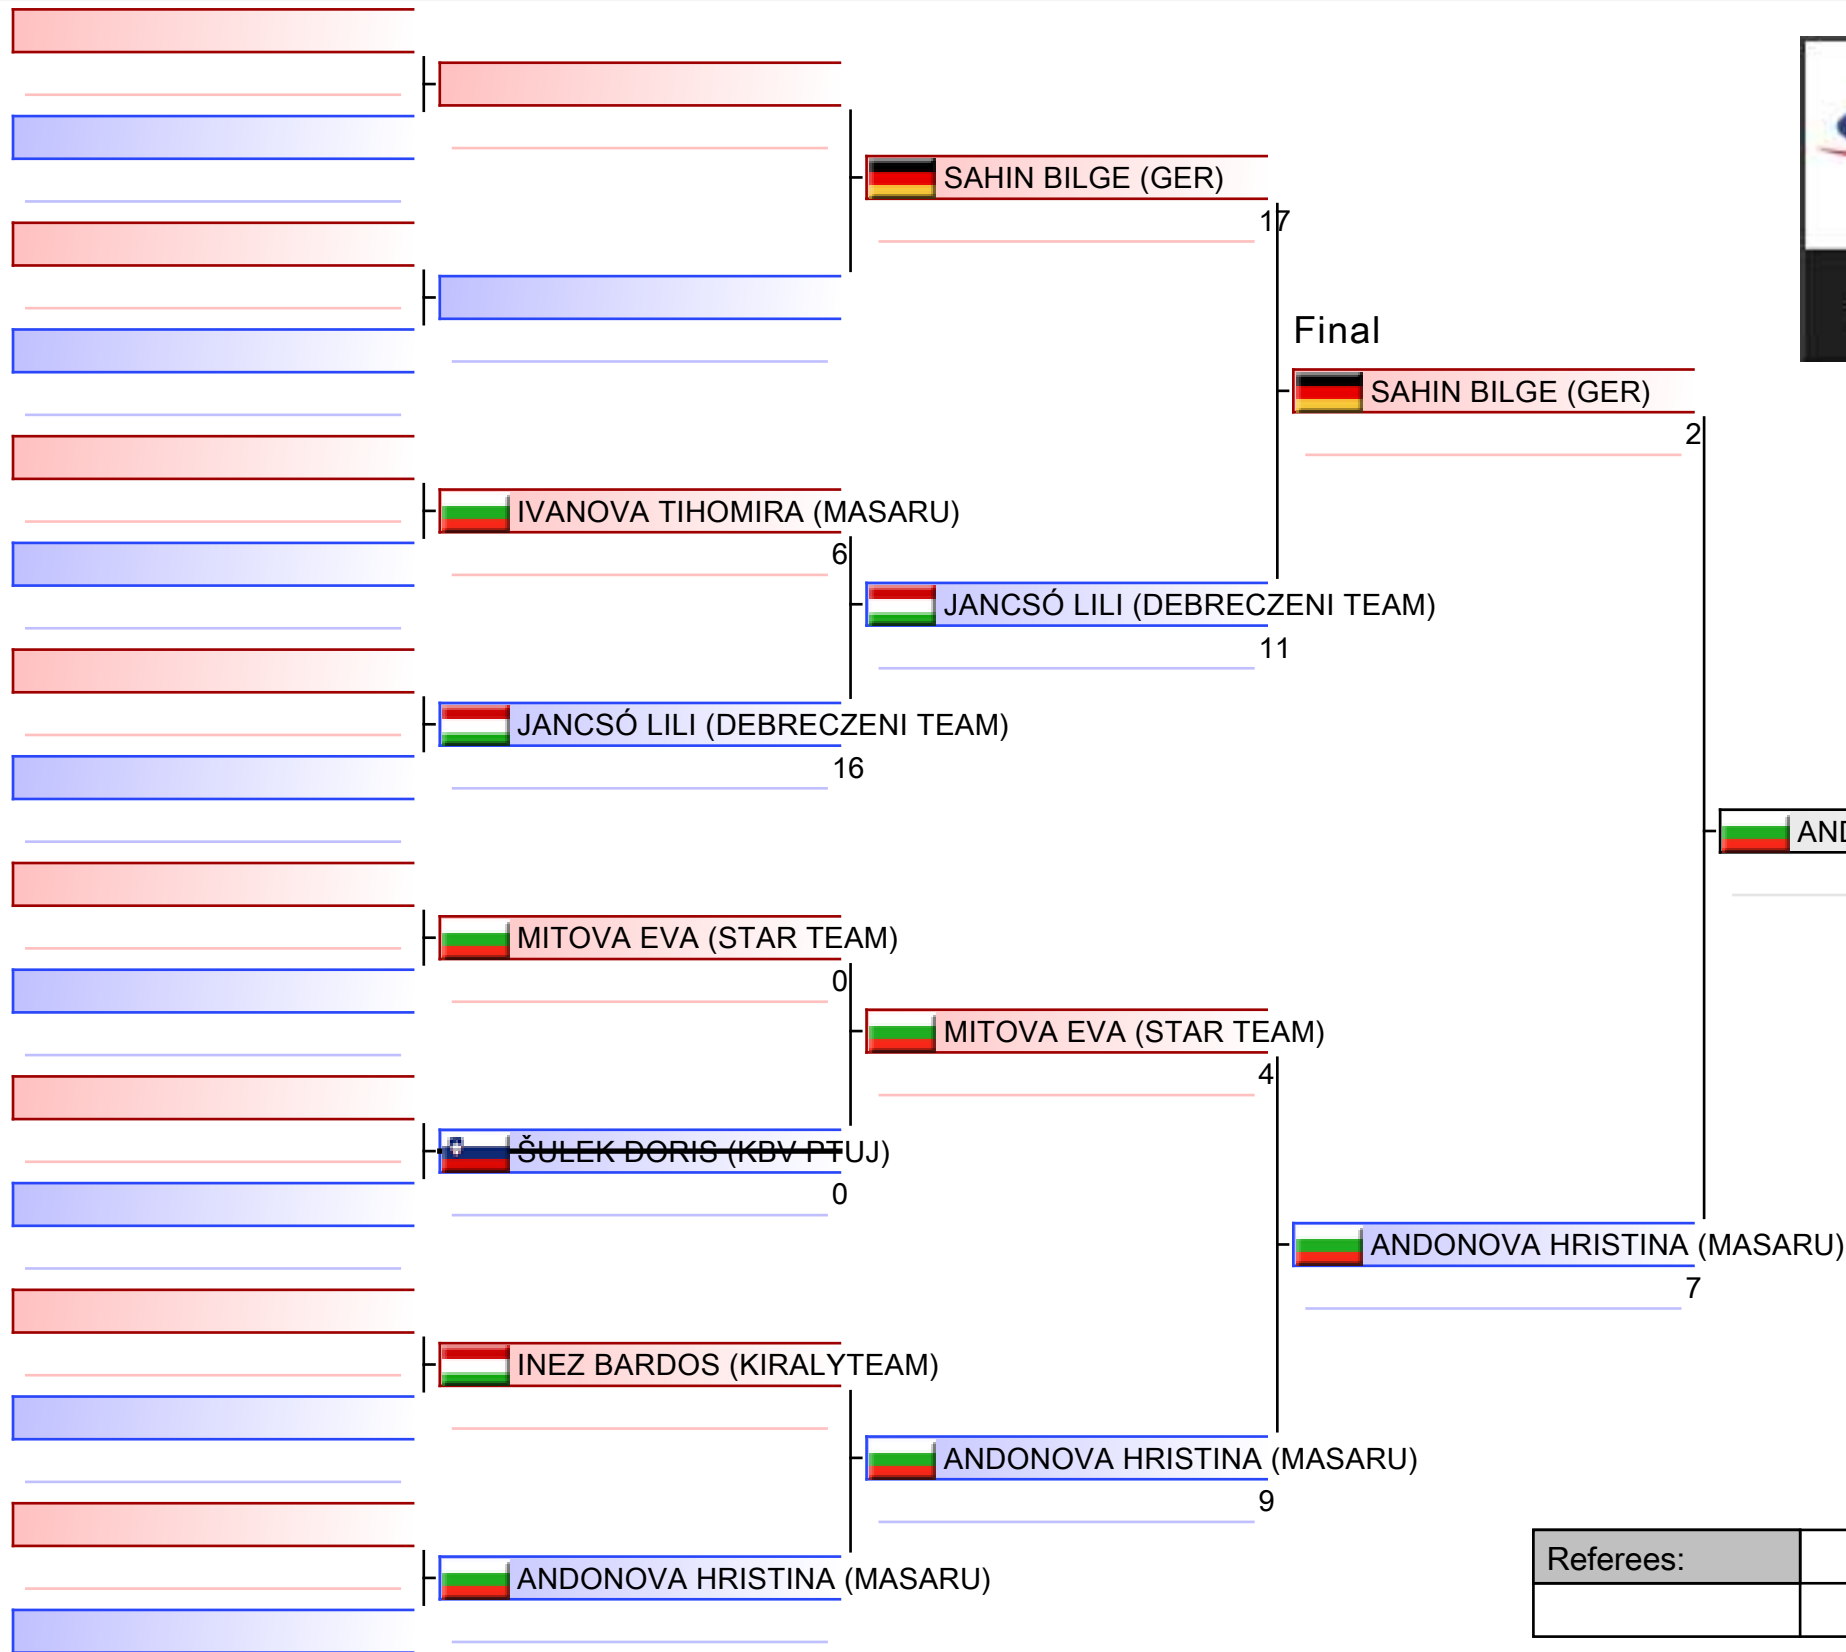 SAHIN BILGE (GER)
17
Final
SAHIN BILGE (GER)
2
IVANOVA TIHOMIRA (MASARU)
6
JANCSÓ LILI (DEBRECZENI TEAM)
11
JANCSÓ LILI (DEBRECZENI TEAM)
16
AND
MITOVA EVA (STAR TEAM)
0
MITOVA EVA (STAR TEAM)
4
ŠULEK DORIS (KBV PTUJ)
0
ANDONOVA HRISTINA (MASARU)
7
INEZ BARDOS (KIRALYTEAM)
ANDONOVA HRISTINA (MASARU)
9
Referees:
ANDONOVA HRISTINA (MASARU)